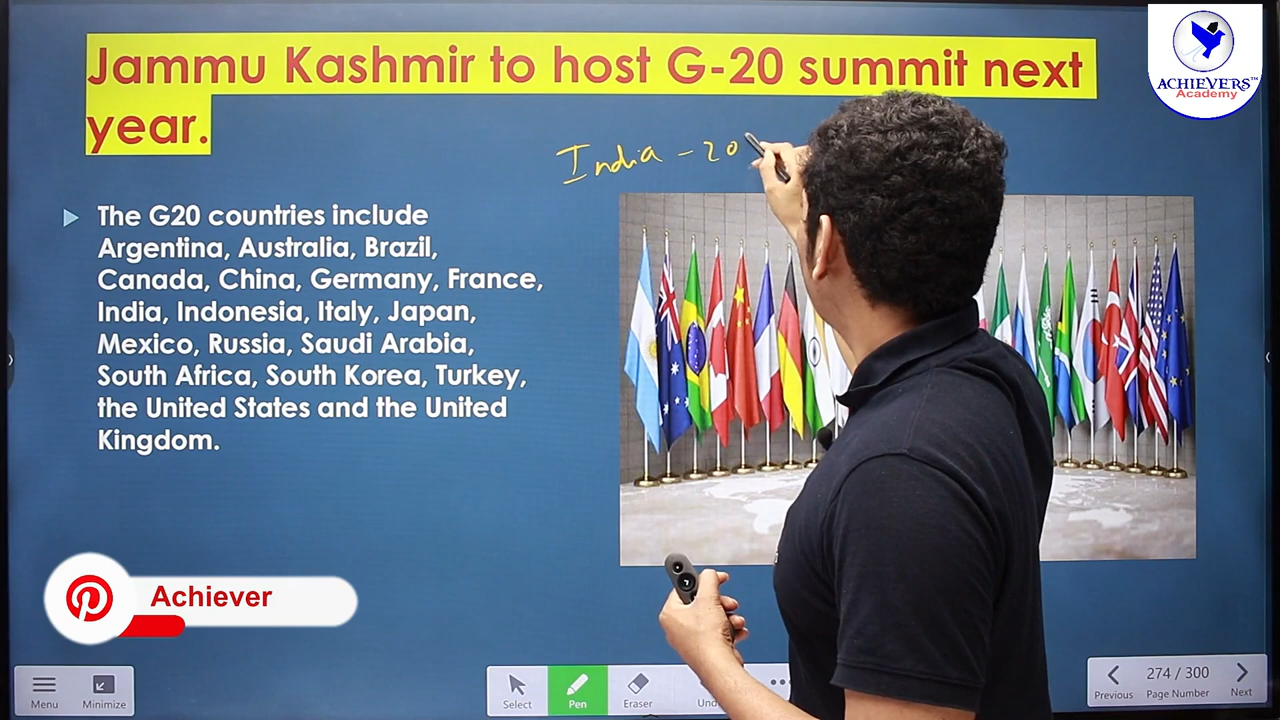 Jammu Kashmir to host G-20 summit next
year.
ACHIEVERS™
Academy
India - 20
The G20 countries include
Argentina, Australia, Brazil,
Canada, China, Germany, France,
India, Indonesia, Italy, Japan,
Mexico, Russia, Saudi Arabia,
South Africa, South Korea, Turkey,
the United States and the United
Kingdom.
Achiever
Menu
Minimize
Select
Pen
Eraser
Previous
274 / 300
Page Number
Next